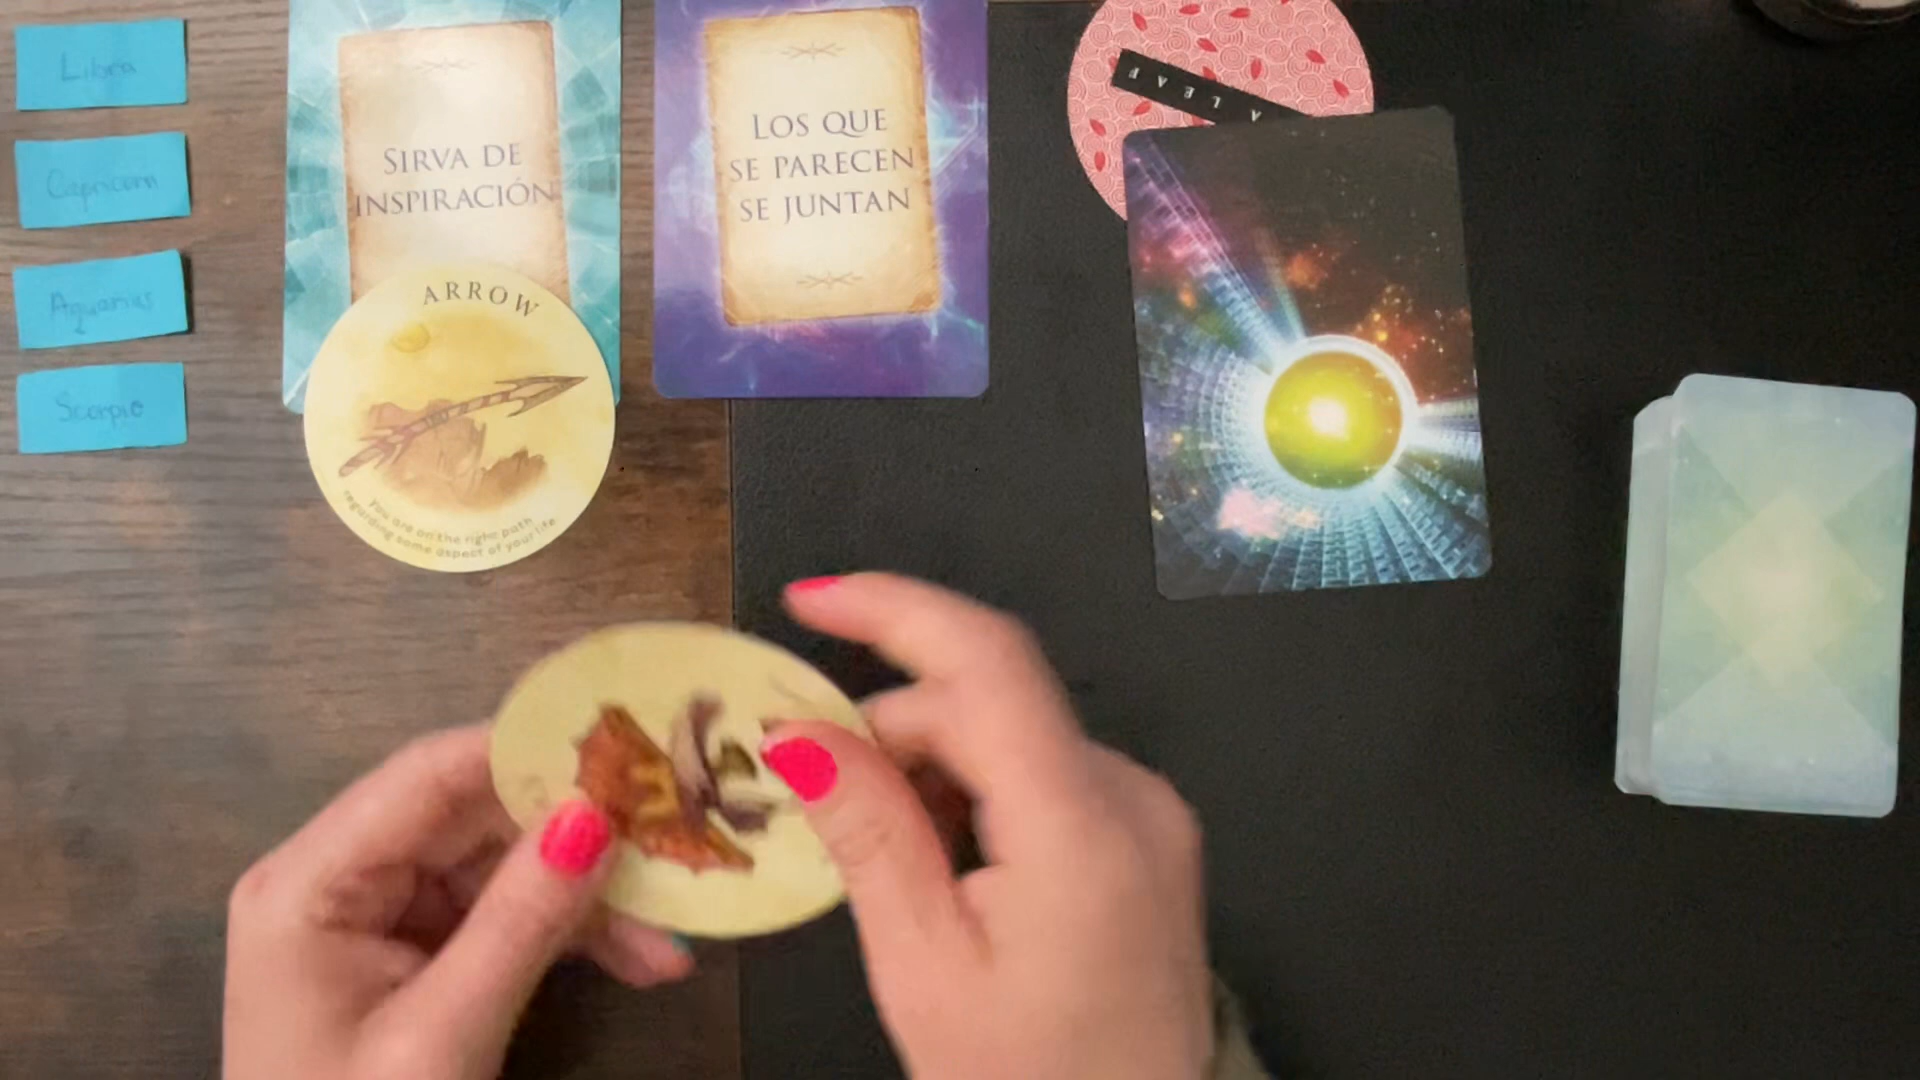 Libra
Capricorn
Aquarius
Scorpio
SIRVA DE
INSPIRACIÓN
LOS QUE
SE PARECEN
SE JUNTAN
A LEAF
ARROW
You are on the right path
regarding some aspect of your life